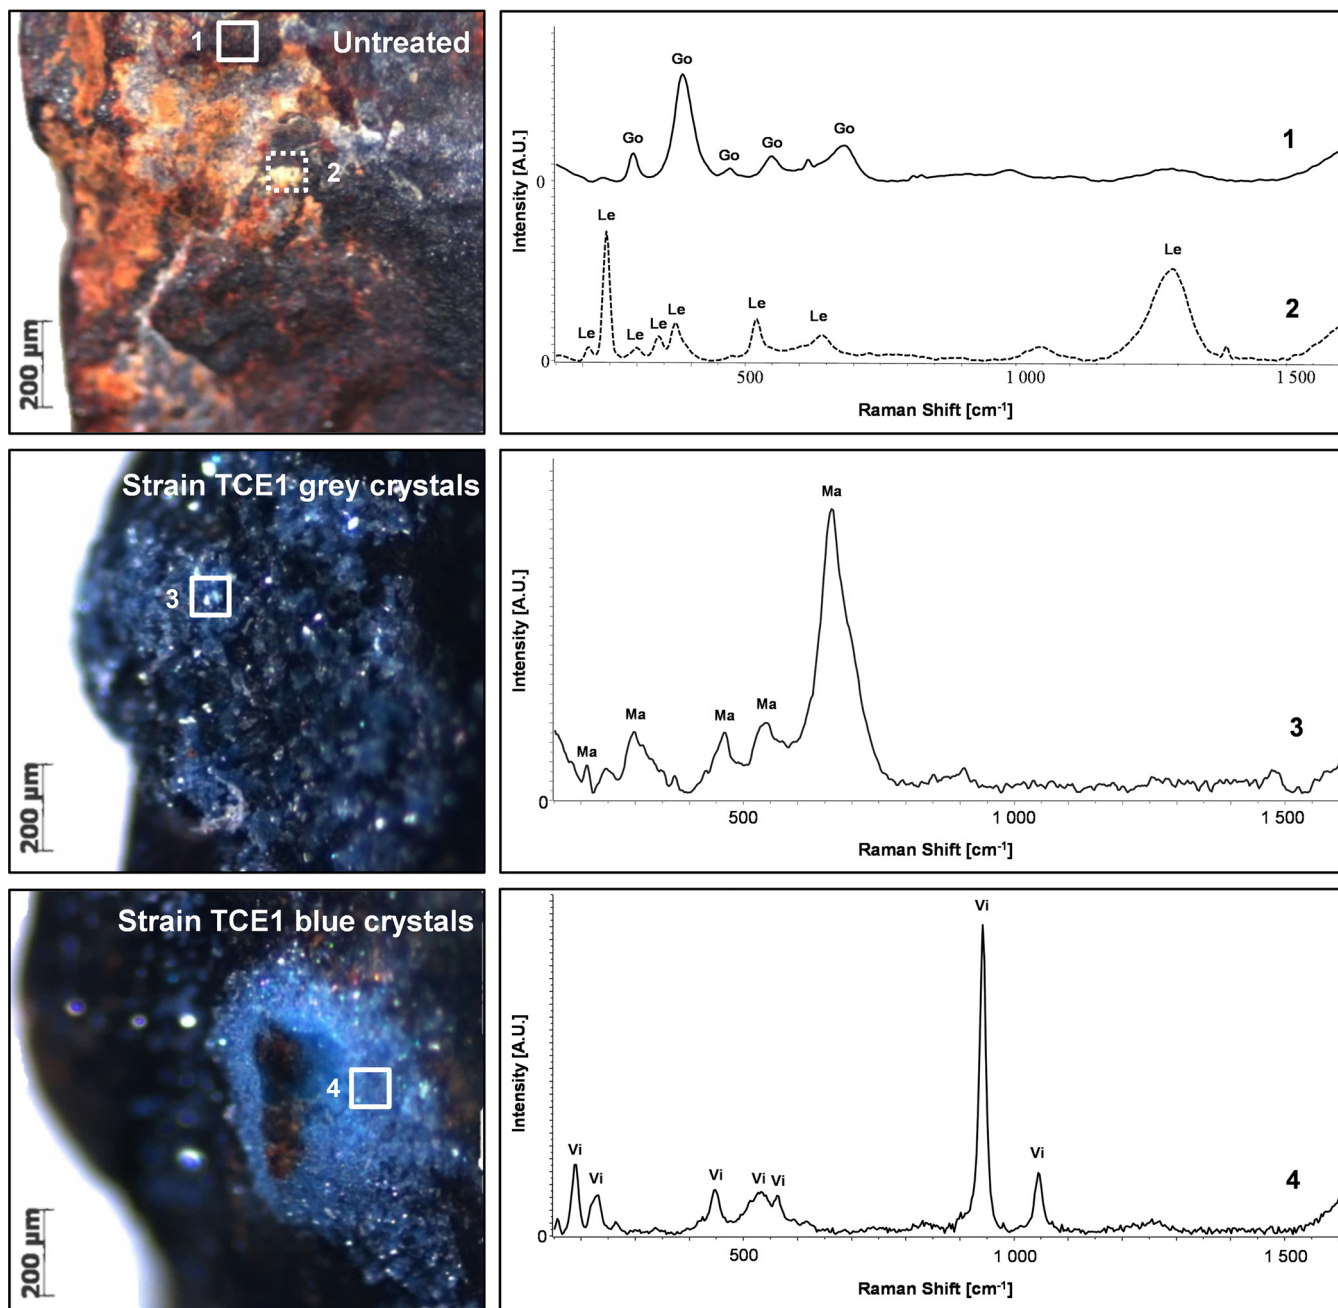 Untreated
1
2
200 µm
Intensity [A.U.]
Go
Go
Go
Go
Go
1
0
Le
Le
Le
Le
Le
Le
Le
Le
2
0
500
1 000
1 500
Raman Shift [cm-1]
Strain TCE1 grey crystals
3
200 µm
Intensity [A.U.]
Ma
Ma
Ma
Ma
Ma
3
0
500
1 000
1 500
Raman Shift [cm-1]
Strain TCE1 blue crystals
4
200 µm
Intensity [A.U.]
Vi
Vi
Vi
Vi
Vi
Vi
Vi
4
0
500
1 000
1 500
Raman Shift [cm-1]